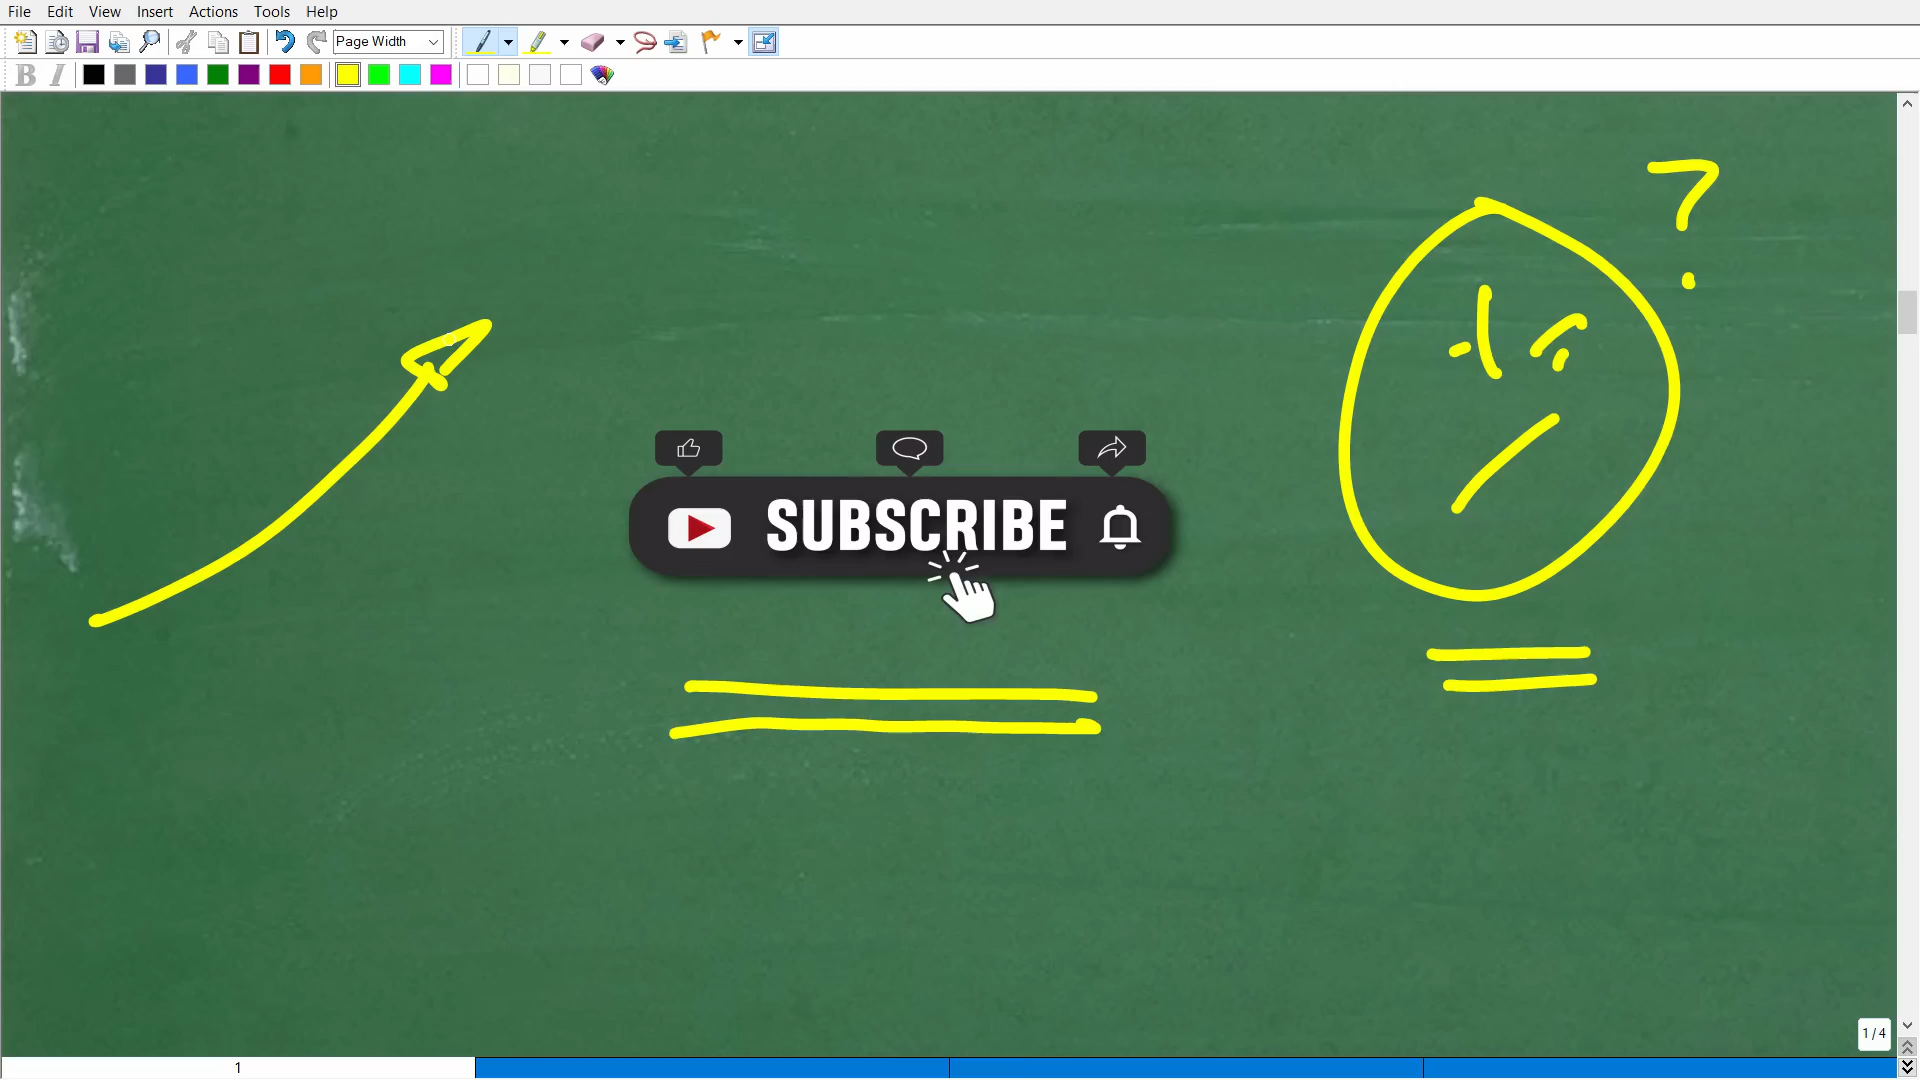 File Edit View Insert Actions Tools Help
Page Width
B I
?
SUBSCRIBE
1 / 4
1